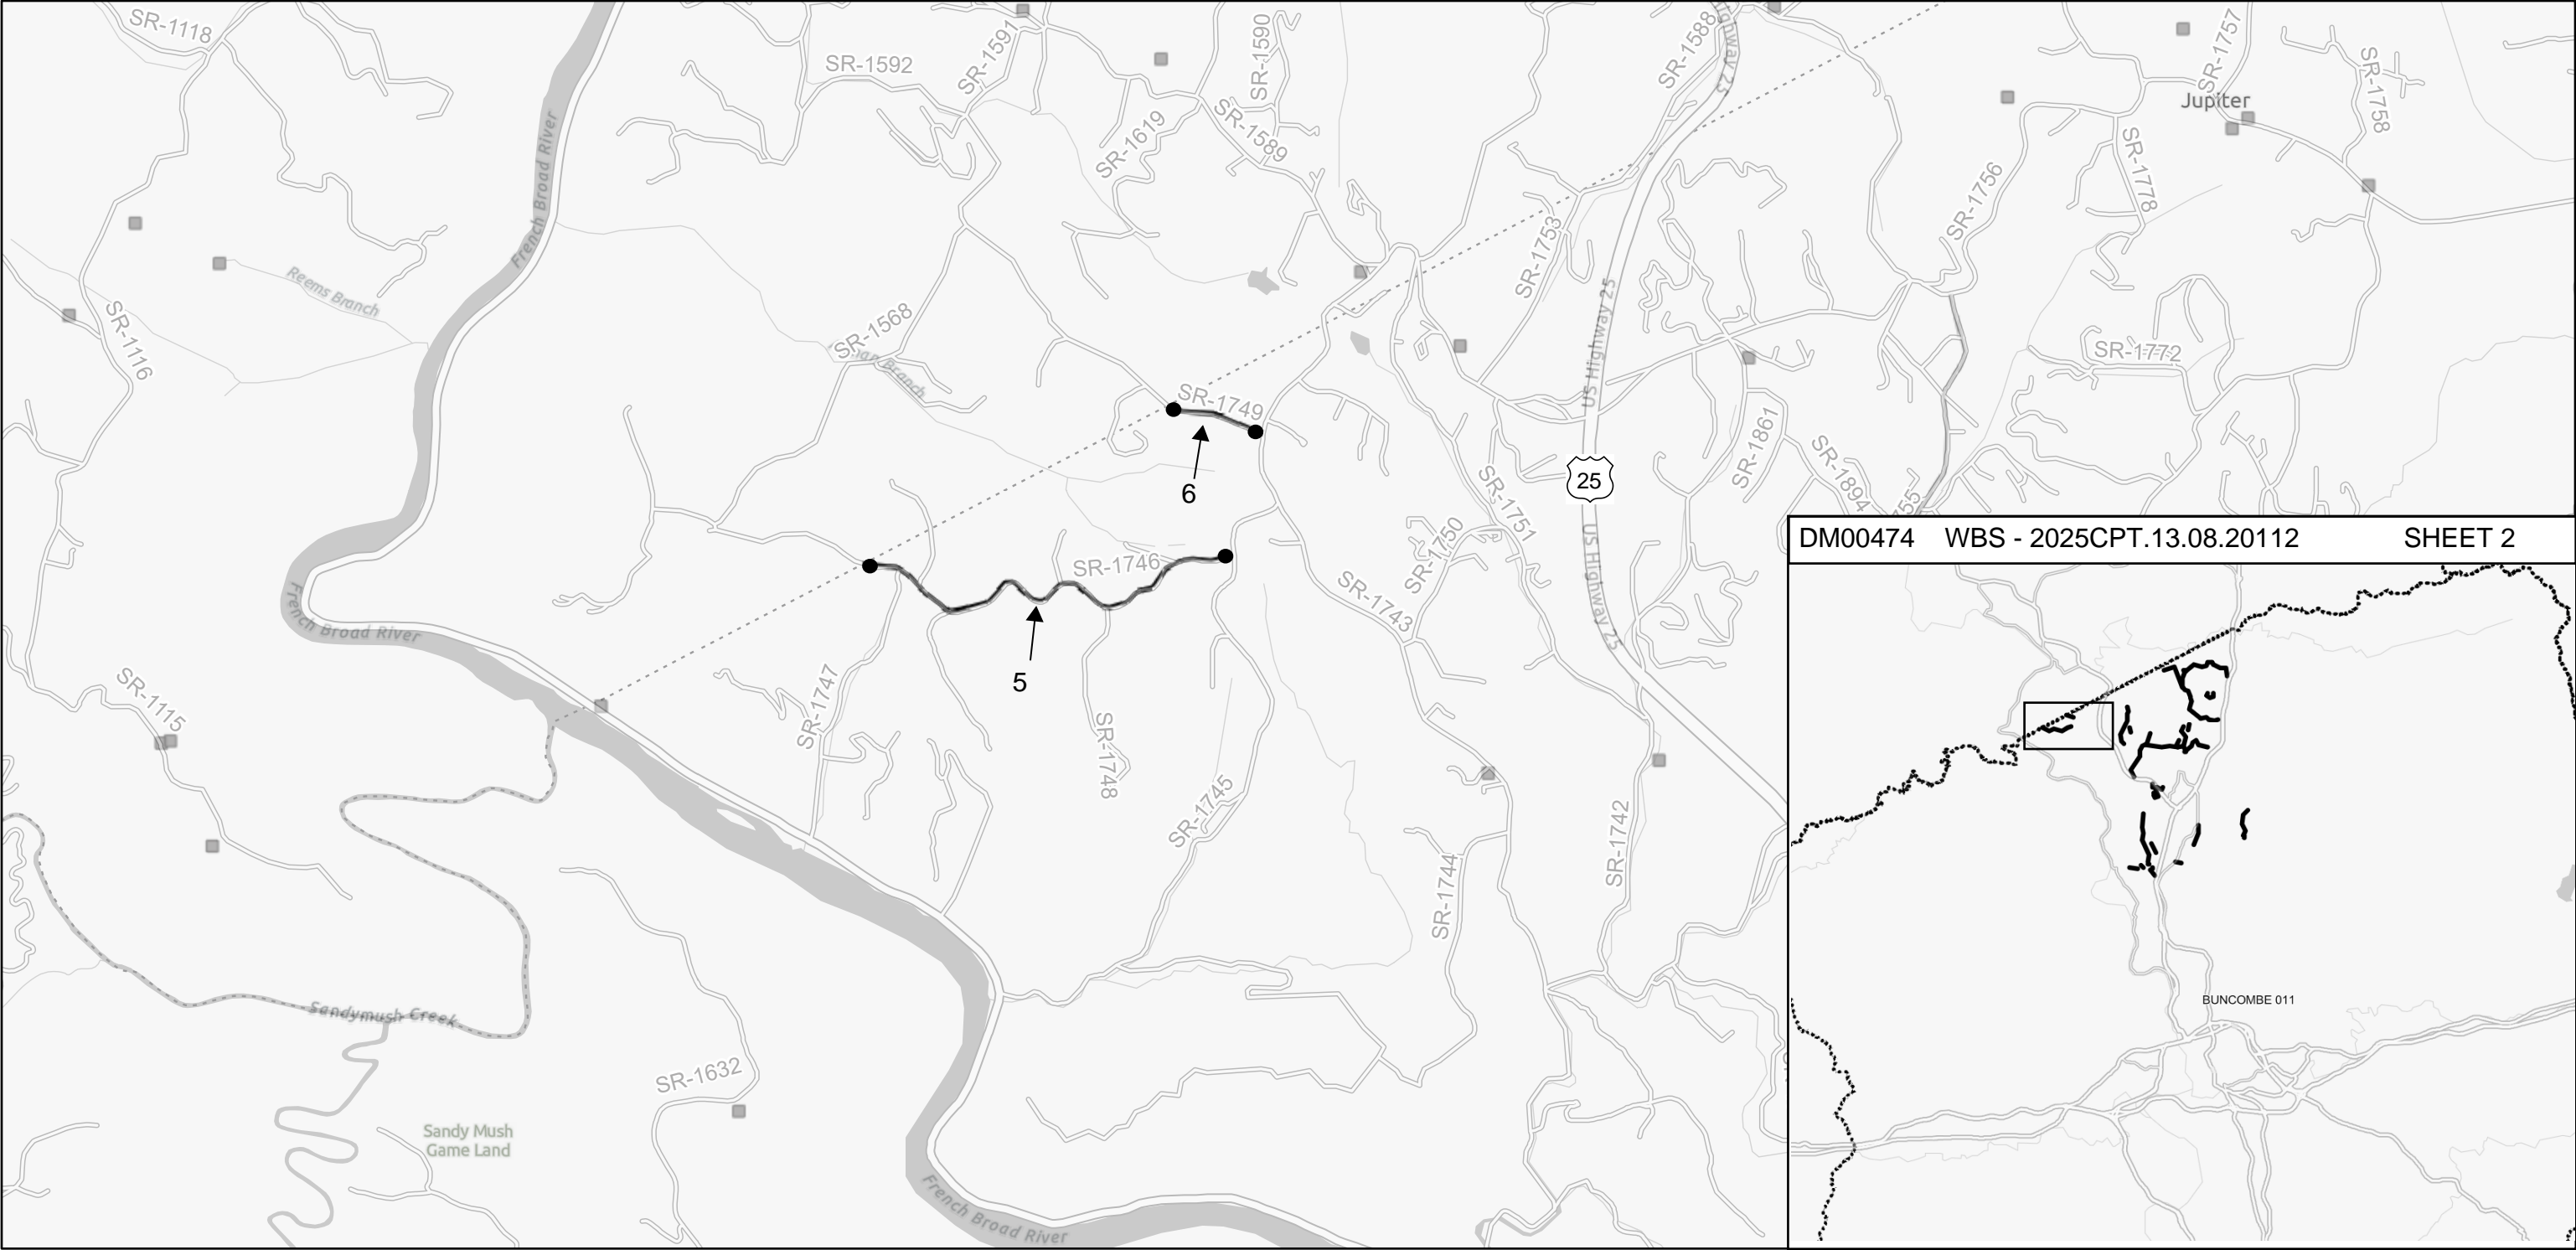 SR-1118
SR-1592
SR-1591
SR-1590
SR-1588
Highway 25
SR-1757
SR-1758
Jupiter
SR-1619
SR-1589
SR-1778
SR-1756
French Broad River
Reems Branch
SR-1116
SR-1568
Branch
SR-1753
US Highway 25
SR-1772
SR-1749
6
SR-1861
SR-1894
25
SR-1751
SR-1750
SR-1746
SR-1743
US Highway 25
5
French Broad River
SR-1115
SR-1747
SR-1748
SR-1745
SR-1742
SR-1744
Sandymush Creek
SR-1632
Sandy Mush
Game Land
French Broad River
DM00474 WBS - 2025CPT.13.08.20112 SHEET 2
BUNCOMBE 011